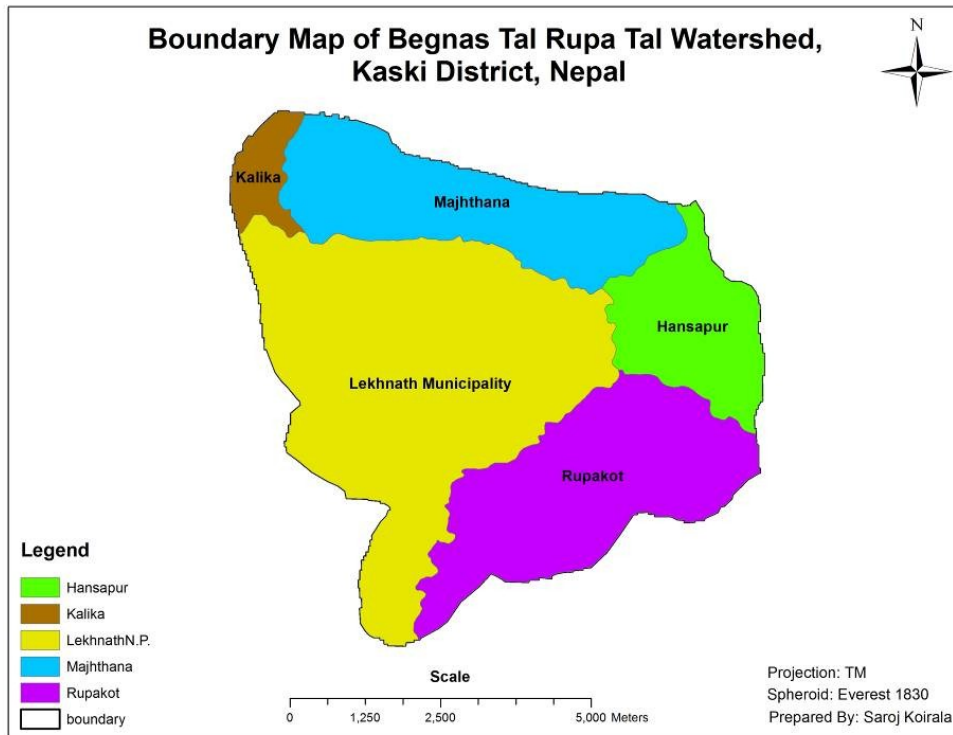 Boundary Map of Begnas Tal Rupa Tal Watershed,
Kaski District, Nepal
N
Kalika
Majhthana
Hansapur
Lekhnath Municipality
Rupakot
Legend
Hansapur
Kalika
LekhnathN.P.
Majhthana
Rupakot
boundary
Scale
0 1,250 2,500 5,000 Meters
Projection: TM
Spheroid: Everest 1830
Prepared By: Saroj Koirala